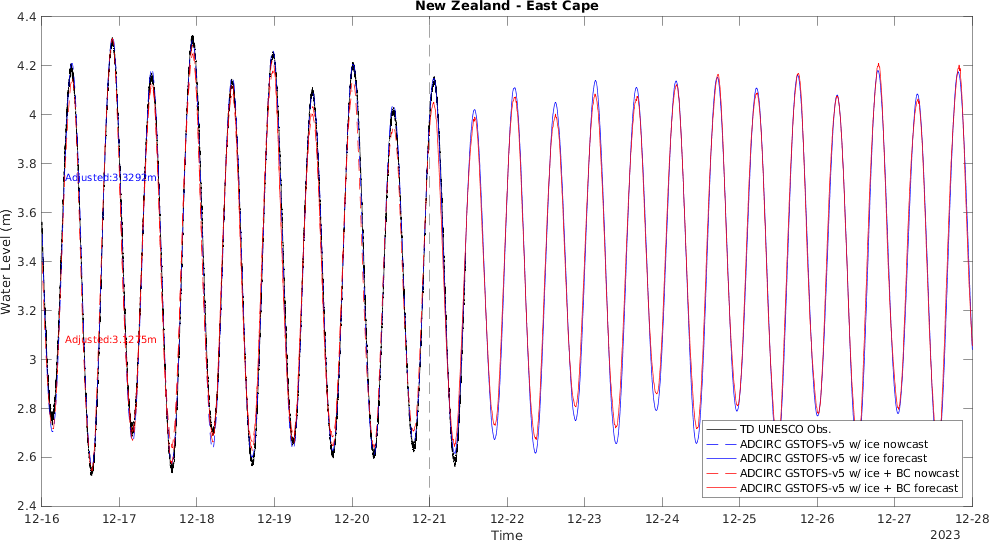 New Zealand - East Cape
4.4
4.2
4
3.8
3.6
3.4
3.2
3
2.8
2.6
2.4
Water Level (m)
Adjusted:3.3292m
Adjusted:3.3275m
TD UNESCO Obs.
ADCIRC GSTOFS-v5 w/ ice nowcast
ADCIRC GSTOFS-v5 w/ ice forecast
ADCIRC GSTOFS-v5 w/ ice + BC nowcast
ADCIRC GSTOFS-v5 w/ ice + BC forecast
12-16 12-17 12-18 12-19 12-20 12-21 12-22 12-23 12-24 12-25 12-26 12-27 12-28
Time
2023